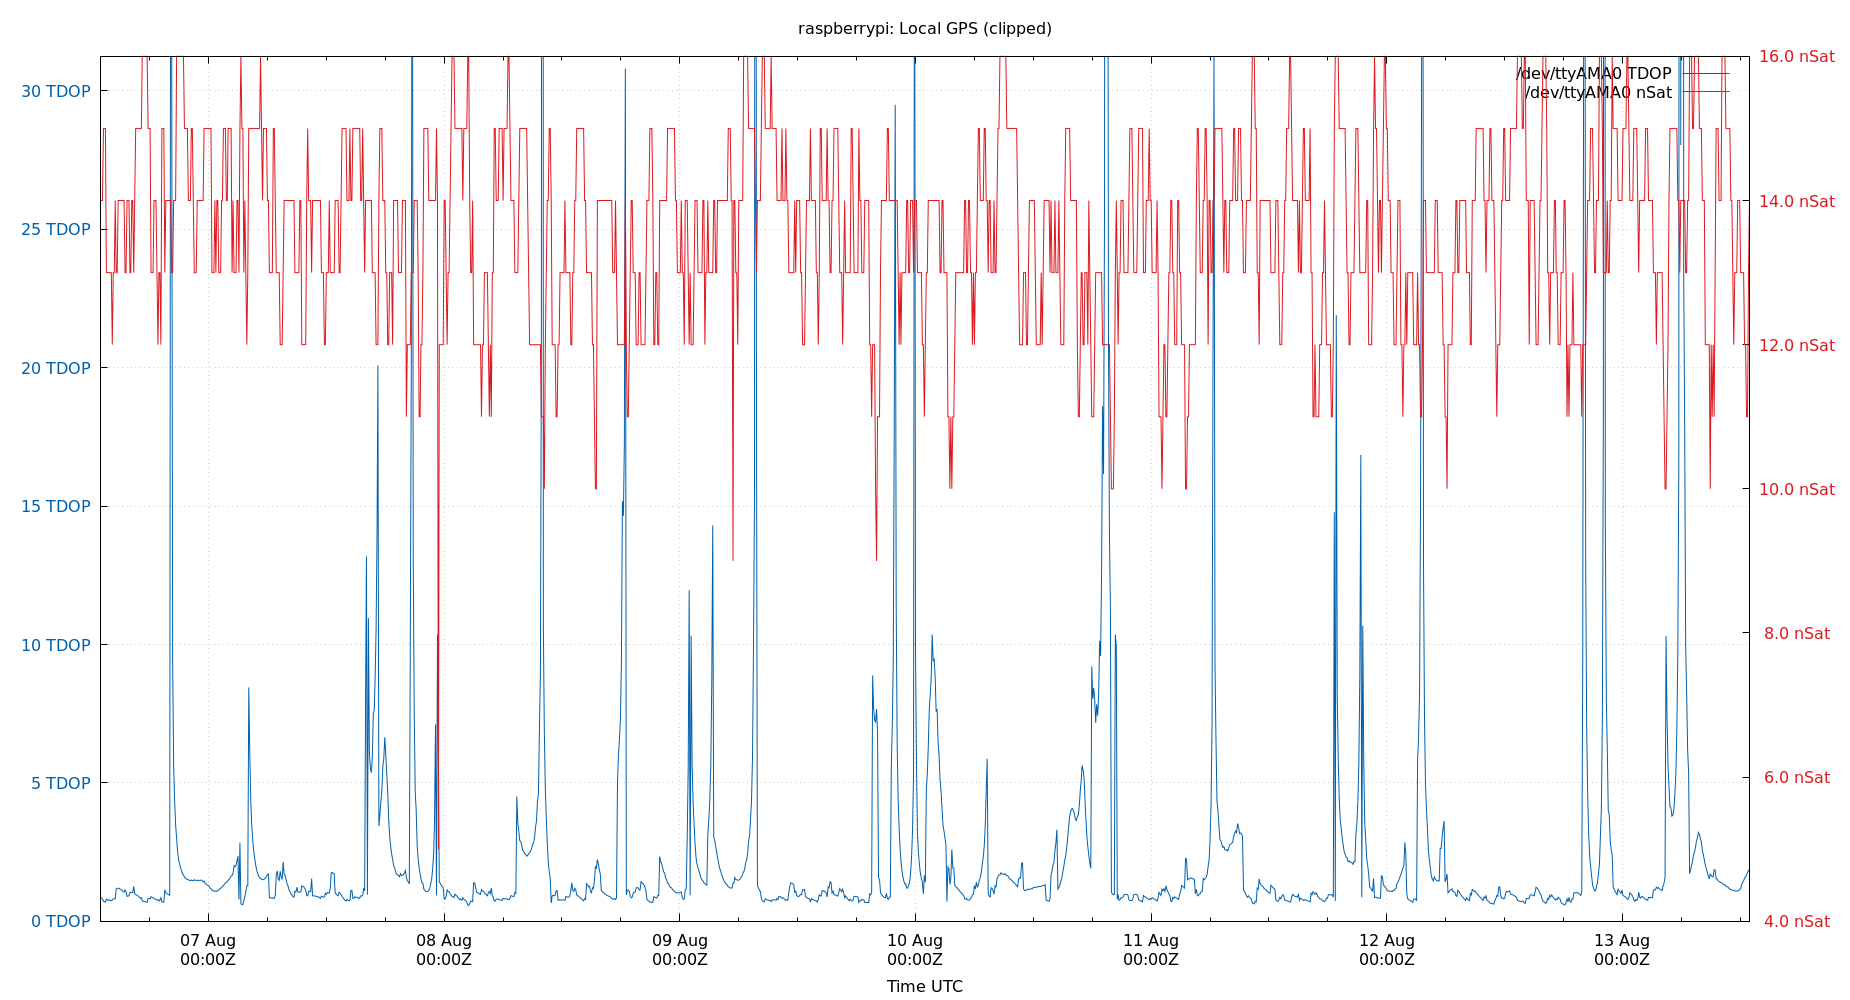 raspberrypi: Local GPS (clipped)
30 TDOP
25 TDOP
20 TDOP
15 TDOP
10 TDOP
5 TDOP
0 TDOP
16.0 nSat
14.0 nSat
12.0 nSat
10.0 nSat
8.0 nSat
6.0 nSat
4.0 nSat
/dev/ttyAMA0 TDOP
/dev/ttyAMA0 nSat
07 Aug
00:00Z
08 Aug
00:00Z
09 Aug
00:00Z
10 Aug
00:00Z
11 Aug
00:00Z
12 Aug
00:00Z
13 Aug
00:00Z
Time UTC